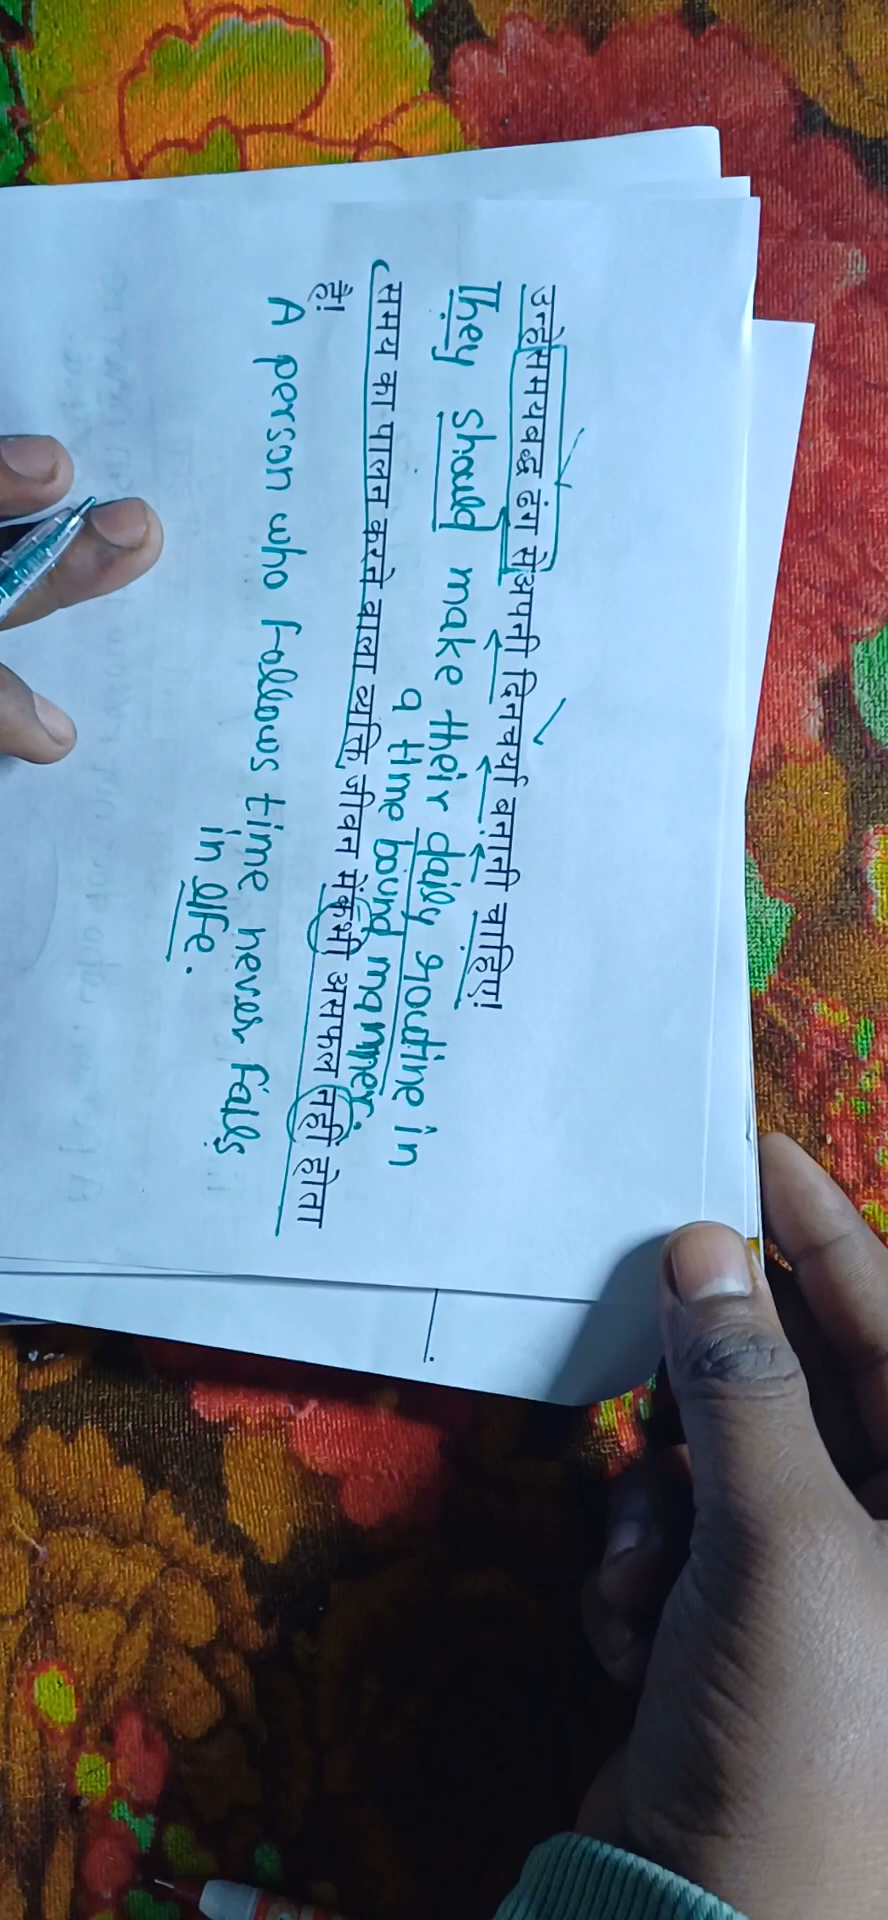 उन्हें समयबद्ध ढंग से अपनी दिनचर्या बनानी चाहिए!
They should make their daily routine in
a time bound manner.
समय का पालन करने वाला व्यक्ति जीवन में कभी असफल नहीं होता
है!
A person who follows time never fails
in life.